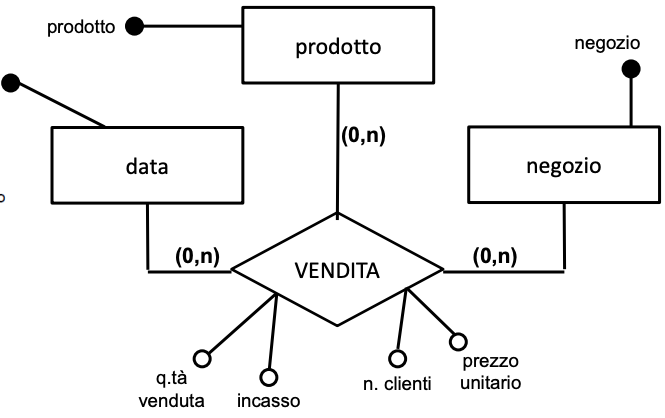 prodotto
prodotto
negozio
data
negozio
(0,n)
(0,n)
VENDITA
(0,n)
q.tà
venduta
incasso
n. clienti
prezzo
unitario